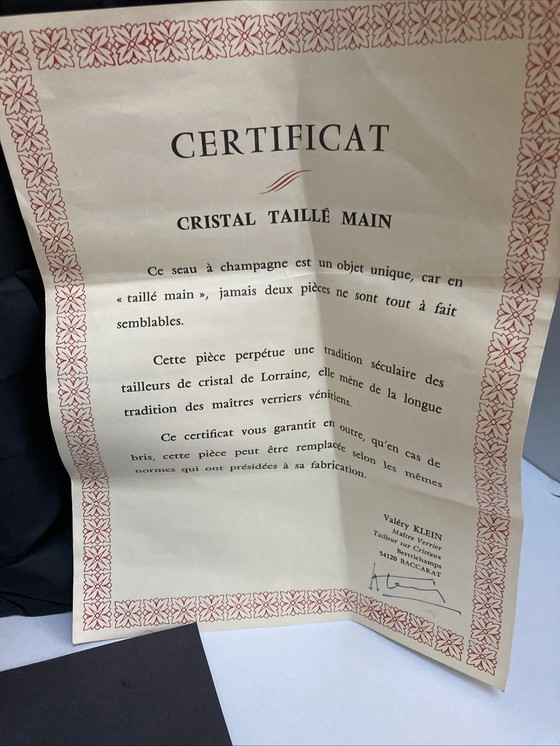 CERTIFICAT
CRISTAL TAILLÉ MAIN
Ce seau à champagne est un objet unique, car en
« taillé main », jamais deux pièces ne sont tout à fait
semblables.
Cette pièce perpétue une tradition séculaire des
tailleurs de cristal de Lorraine, elle mène de la longue
tradition des maîtres verriers vénitiens.
Ce certificat vous garantit en outre, qu'en cas de
bris, cette pièce peut être remplacée selon les mêmes
normes qui ont présidées à sa fabrication.
Valéry KLEIN
Maître Verrier
Tailleur sur Cristaux
Bertrichamps
54120 BACCARAT